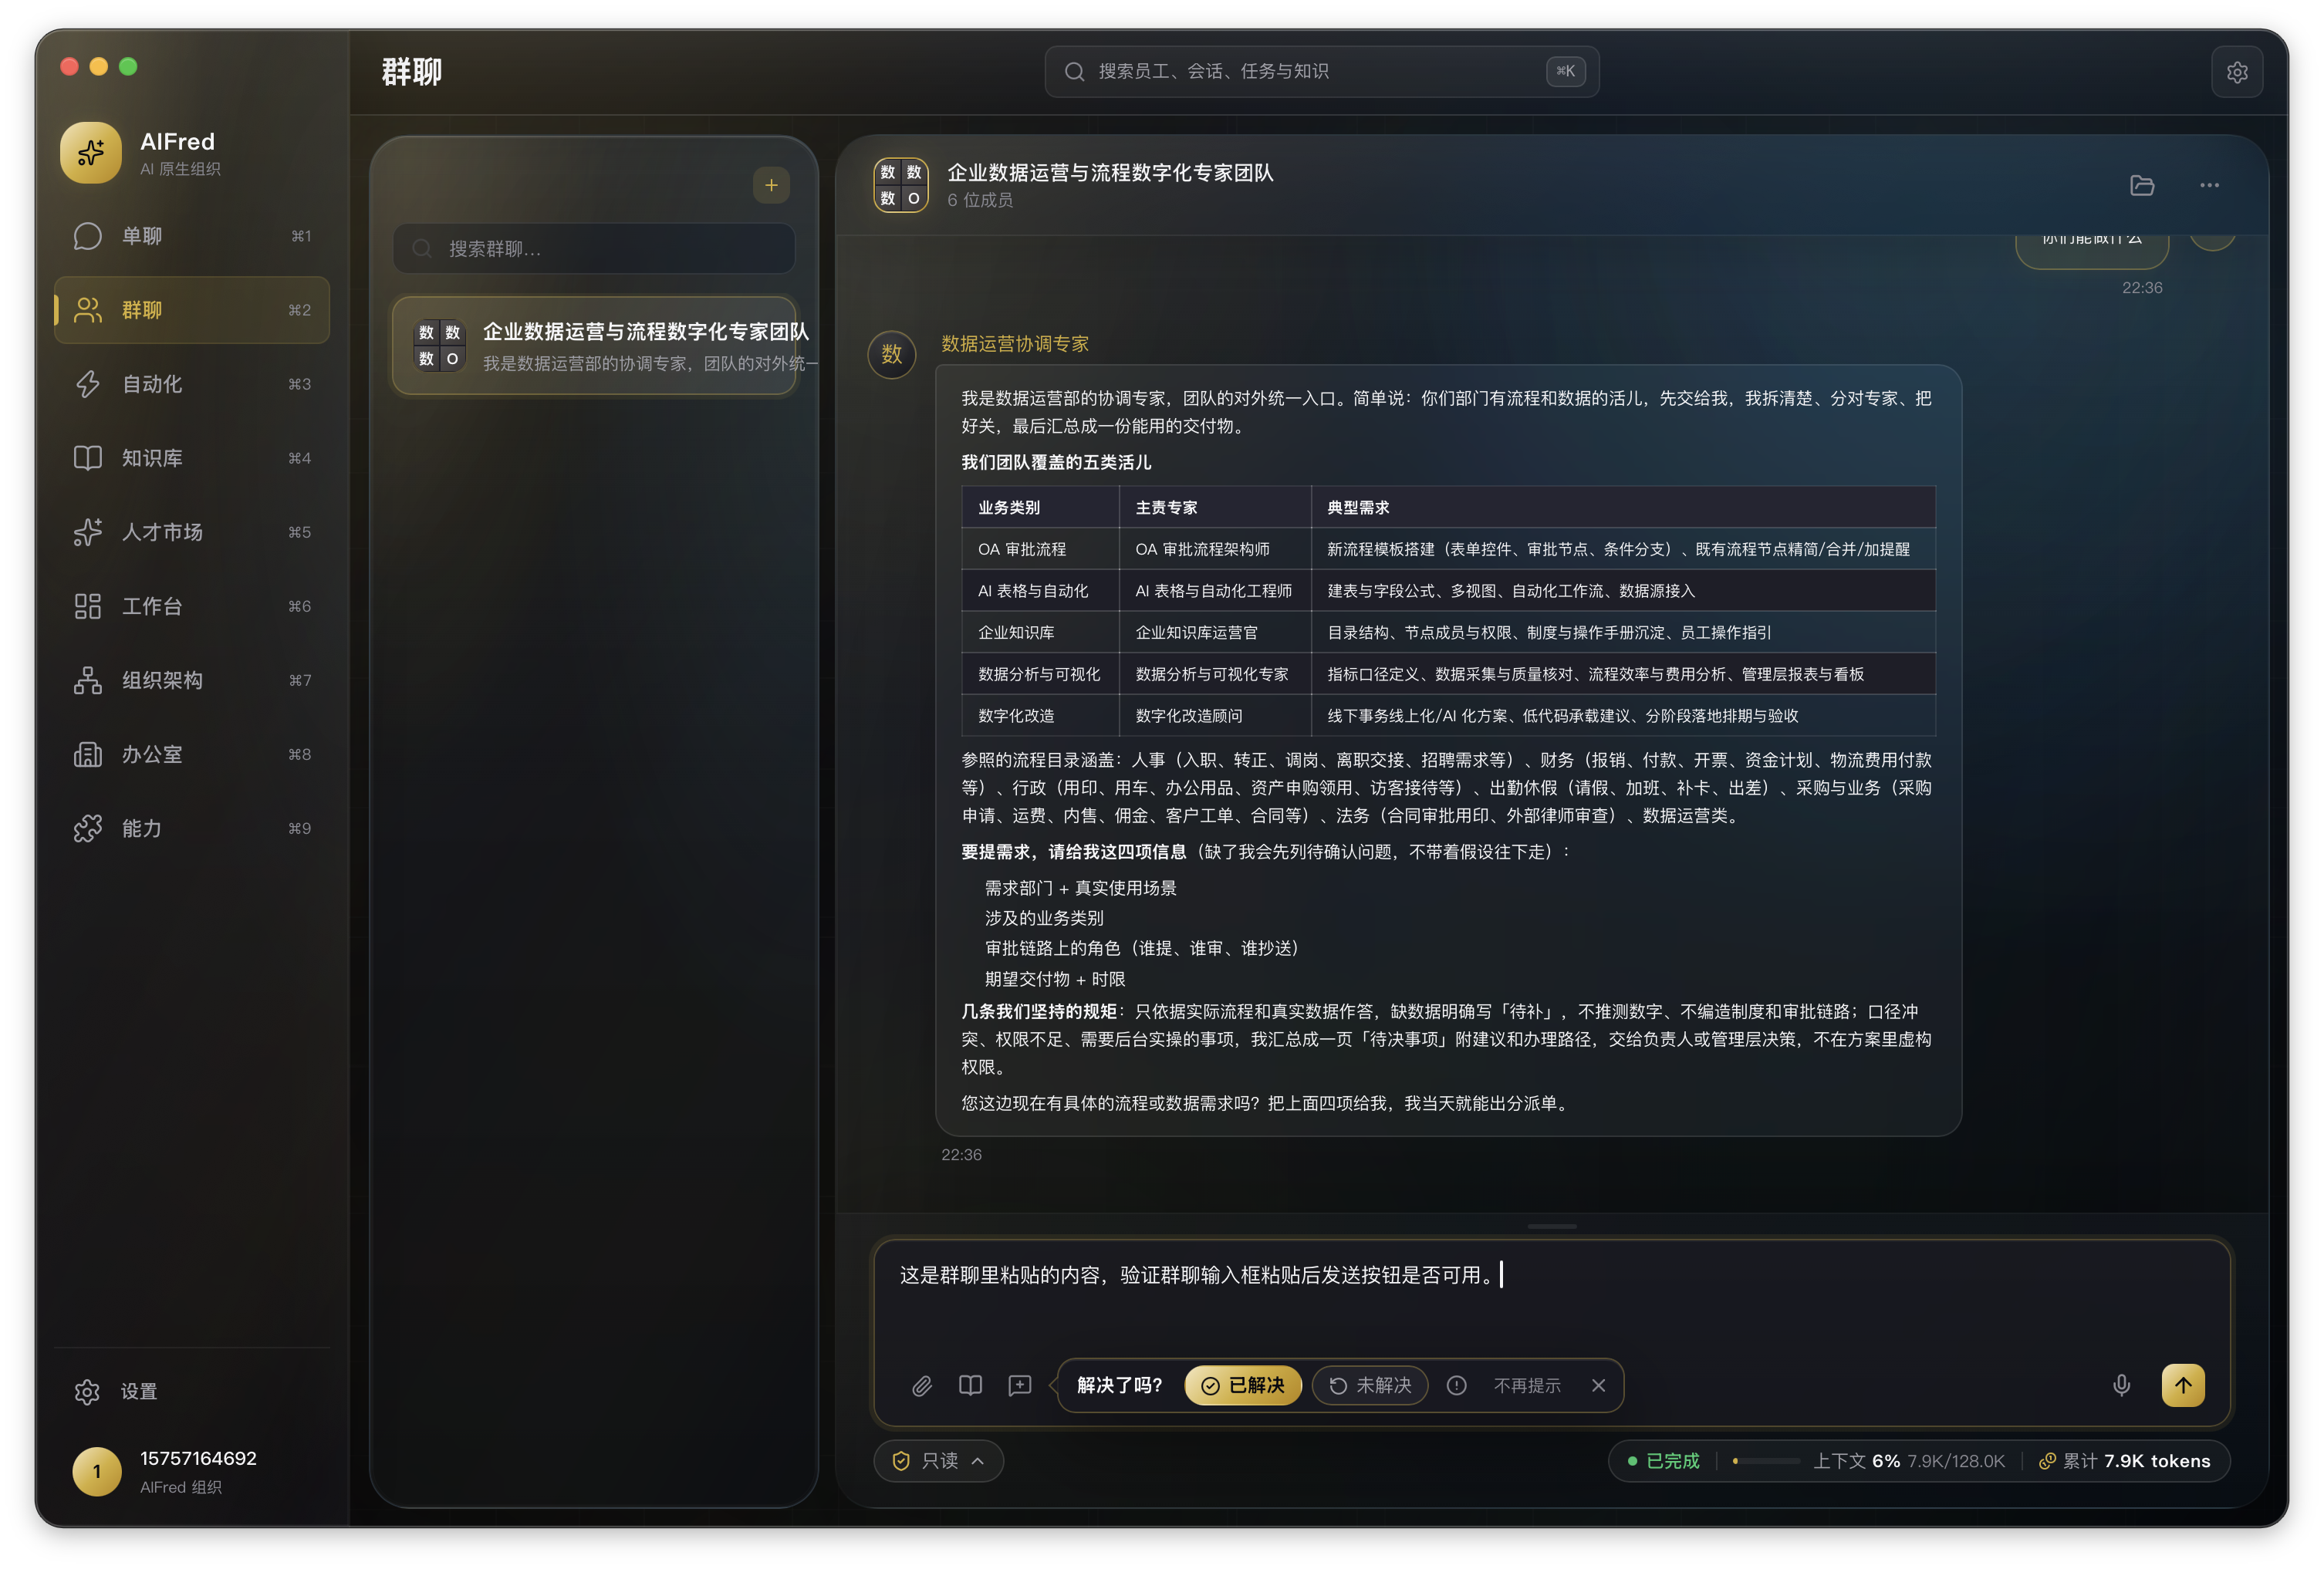 群聊
搜索员工、会话、任务与知识
⌘K
AIFred
AI 原生组织
单聊
⌘1
群聊
⌘2
自动化
⌘3
知识库
⌘4
人才市场
⌘5
工作台
⌘6
组织架构
⌘7
办公室
⌘8
能力
⌘9
设置
1
15757164692
AIFred 组织
搜索群聊...
数 数
数 O
企业数据运营与流程数字化专家团队
我是数据运营部的协调专家，团队的对外统一
数 数
数 O
企业数据运营与流程数字化专家团队
6 位成员
你们能做什么
22:36
数
数据运营协调专家
我是数据运营部的协调专家，团队的对外统一入口。简单说：你们部门有流程和数据的活儿，先交给我，我拆清楚、分对专家、把
好关，最后汇总成一份能用的交付物。
我们团队覆盖的五类活儿
业务类别 主责专家 典型需求
OA 审批流程 OA 审批流程架构师 新流程模板搭建（表单控件、审批节点、条件分支）、既有流程节点精简/合并/加提醒
AI 表格与自动化 AI 表格与自动化工程师 建表与字段公式、多视图、自动化工作流、数据源接入
企业知识库 企业知识库运营官 目录结构、节点成员与权限、制度与操作手册沉淀、员工操作指引
数据分析与可视化 数据分析与可视化专家 指标口径定义、数据采集与质量核对、流程效率与费用分析、管理层报表与看板
数字化改造 数字化改造顾问 线下事务线上化/AI 化方案、低代码承载建议、分阶段落地排期与验收
参照的流程目录涵盖：人事（入职、转正、调岗、离职交接、招聘需求等）、财务（报销、付款、开票、资金计划、物流费用付款
等）、行政（用印、用车、办公用品、资产申购领用、访客接待等）、出勤休假（请假、加班、补卡、出差）、采购与业务（采购
申请、运费、内售、佣金、客户工单、合同等）、法务（合同审批用印、外部律师审查）、数据运营类。
要提需求，请给我这四项信息（缺了我会先列待确认问题，不带着假设往下走）：
需求部门 + 真实使用场景
涉及的业务类别
审批链路上的角色（谁提、谁审、谁抄送）
期望交付物 + 时限
几条我们坚持的规矩：只依据实际流程和真实数据作答，缺数据明确写「待补」，不推测数字、不编造制度和审批链路；口径冲
突、权限不足、需要后台实操的事项，我汇总成一页「待决事项」附建议和办理路径，交给负责人或管理层决策，不在方案里虚构
权限。
您这边现在有具体的流程或数据需求吗？把上面四项给我，我当天就能出分派单。
22:36
这是群聊里粘贴的内容，验证群聊输入框粘贴后发送按钮是否可用。
解决了吗？ 已解决 未解决 不再提示
只读
已完成 上下文 6% 7.9K/128.0K 累计 7.9K tokens